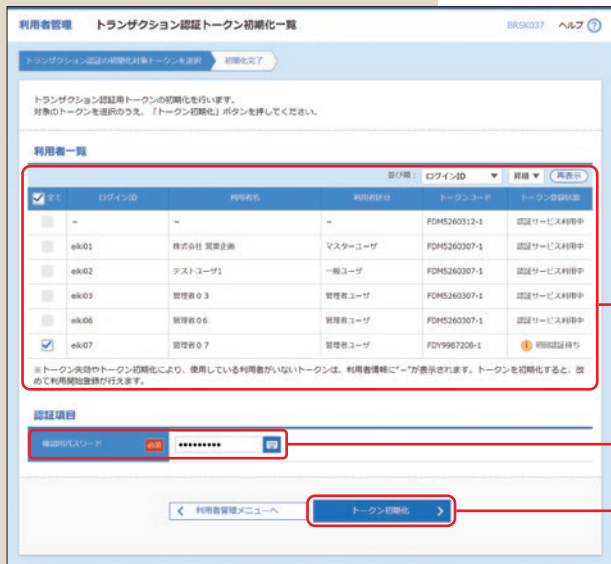 利用者管理 トランザクション認証トークン初期化一覧 BRSK037 ヘルプ ?
トランザクション認証の初期化対象トークンを選択 初期化完了
トランザクション認証用トークンの初期化を行います。
対象のトークンを選択のうえ、「トークン初期化」ボタンを押してください。
利用者一覧
並び順： ログインID ▼ 昇順 ▼ 再表示
全て ログインID 利用者名 利用者区分 トークンコード トークン登録状態
- - - FDM5260312-1 認証サービス利用中
eiki01 株式会社 営業企画 マスターユーザ FDM5260307-1 認証サービス利用中
eiki02 テストユーザ1 一般ユーザ FDM5260307-1 認証サービス利用中
eiki03 管理者０３ 管理者ユーザ FDM5260307-1 認証サービス利用中
eiki06 管理者０６ 管理者ユーザ FDM5260307-1 認証サービス利用中
eiki07 管理者０７ 管理者ユーザ FDY9987208-1 ! 初回認証待ち
※トークン失効やトークン初期化により、使用している利用者がいないトークンは、利用者情報に"−"が表示されます。トークンを初期化すると、改
めて利用開始登録が行えます。
認証項目
確認用パスワード 必須 •••••••••
利用者管理メニューへ トークン初期化